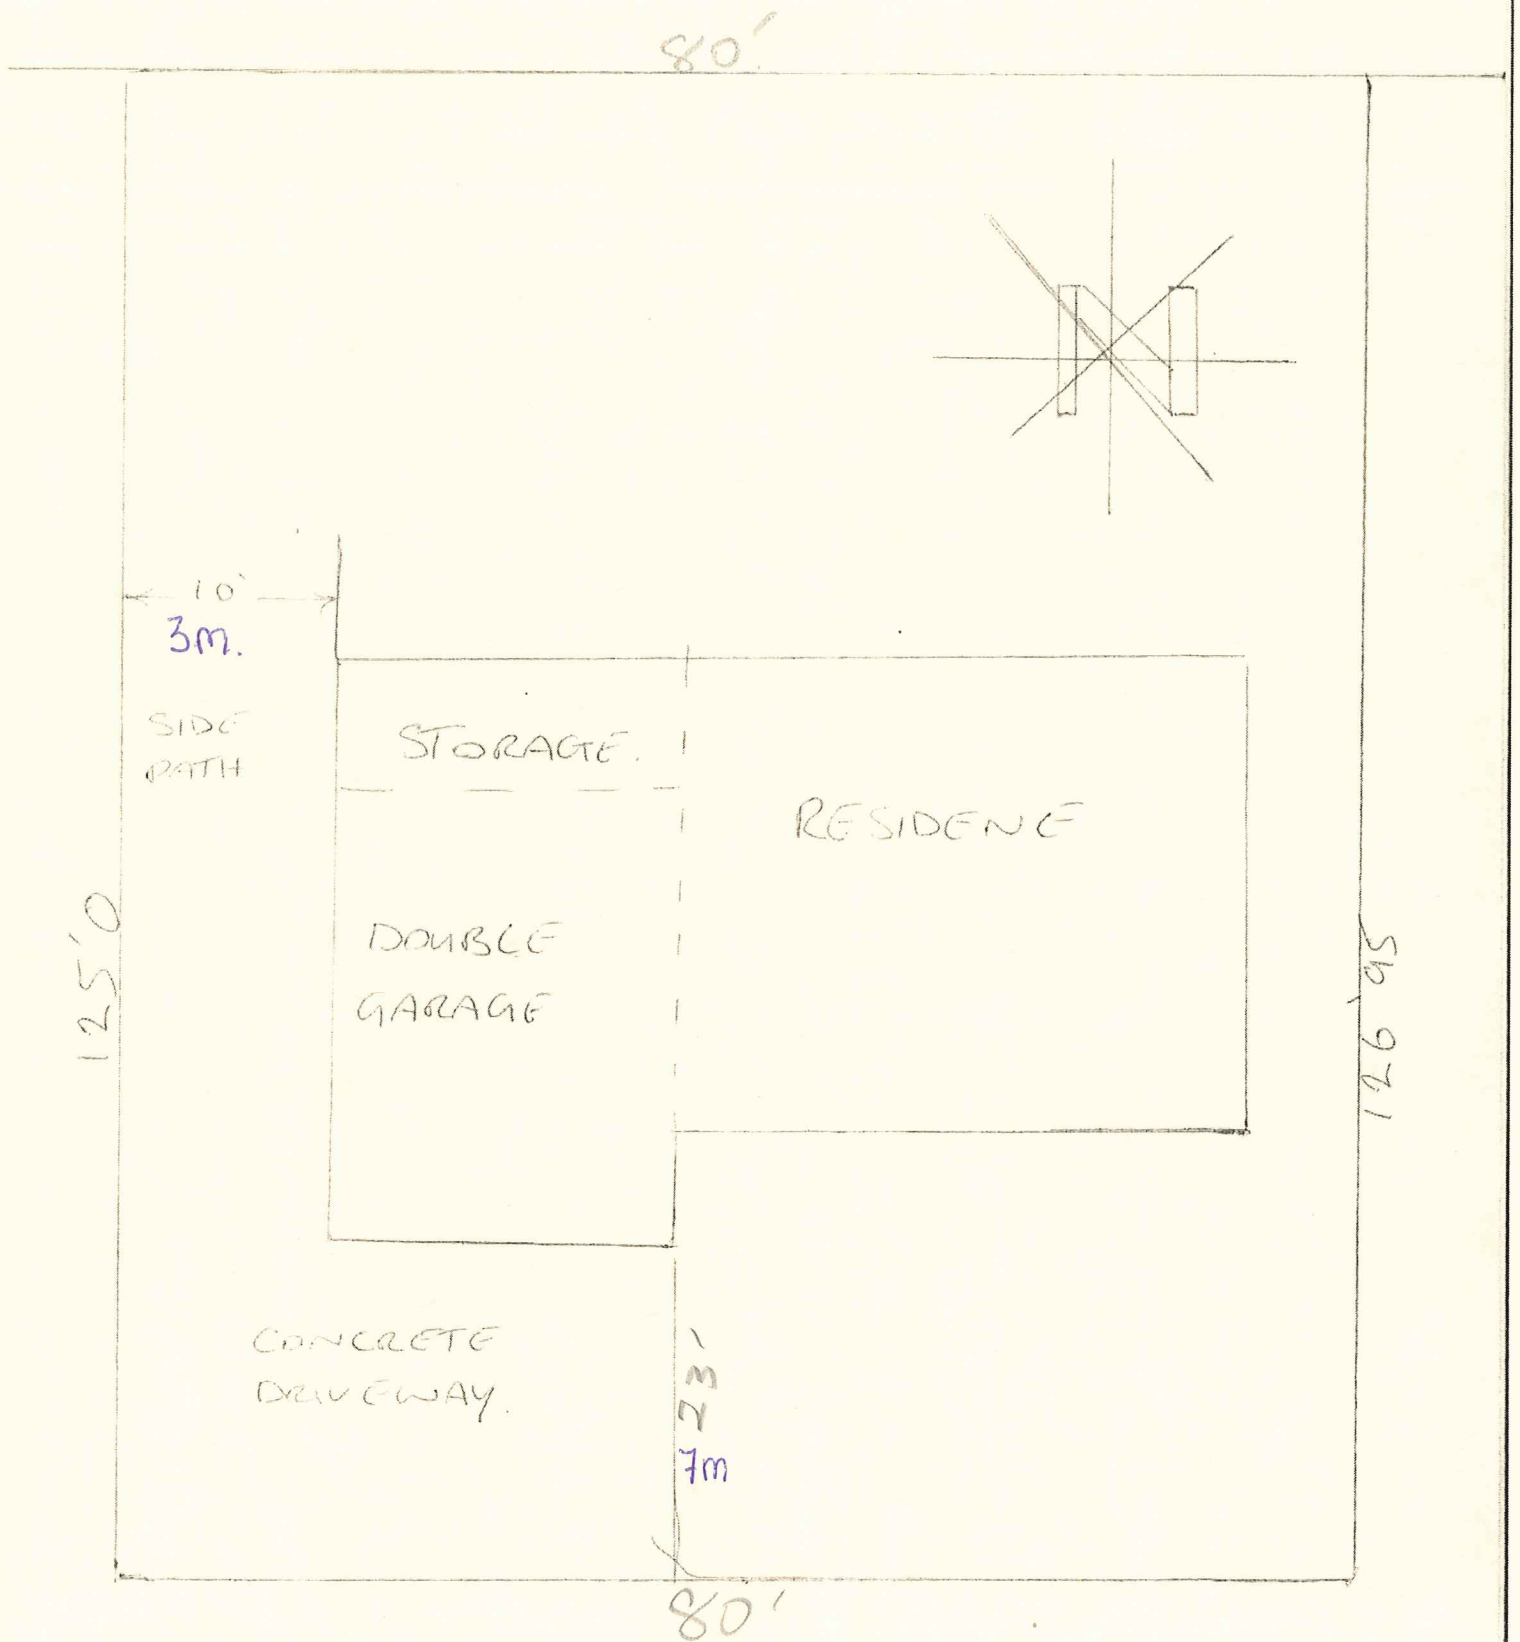 80'
N
10'
3m.
SIDE
PATH
STORAGE.
RESIDENE
DOUBLE
GARAGE
125'0
126'95
CONCRETE
DRIVEWAY.
23'
7m
80'